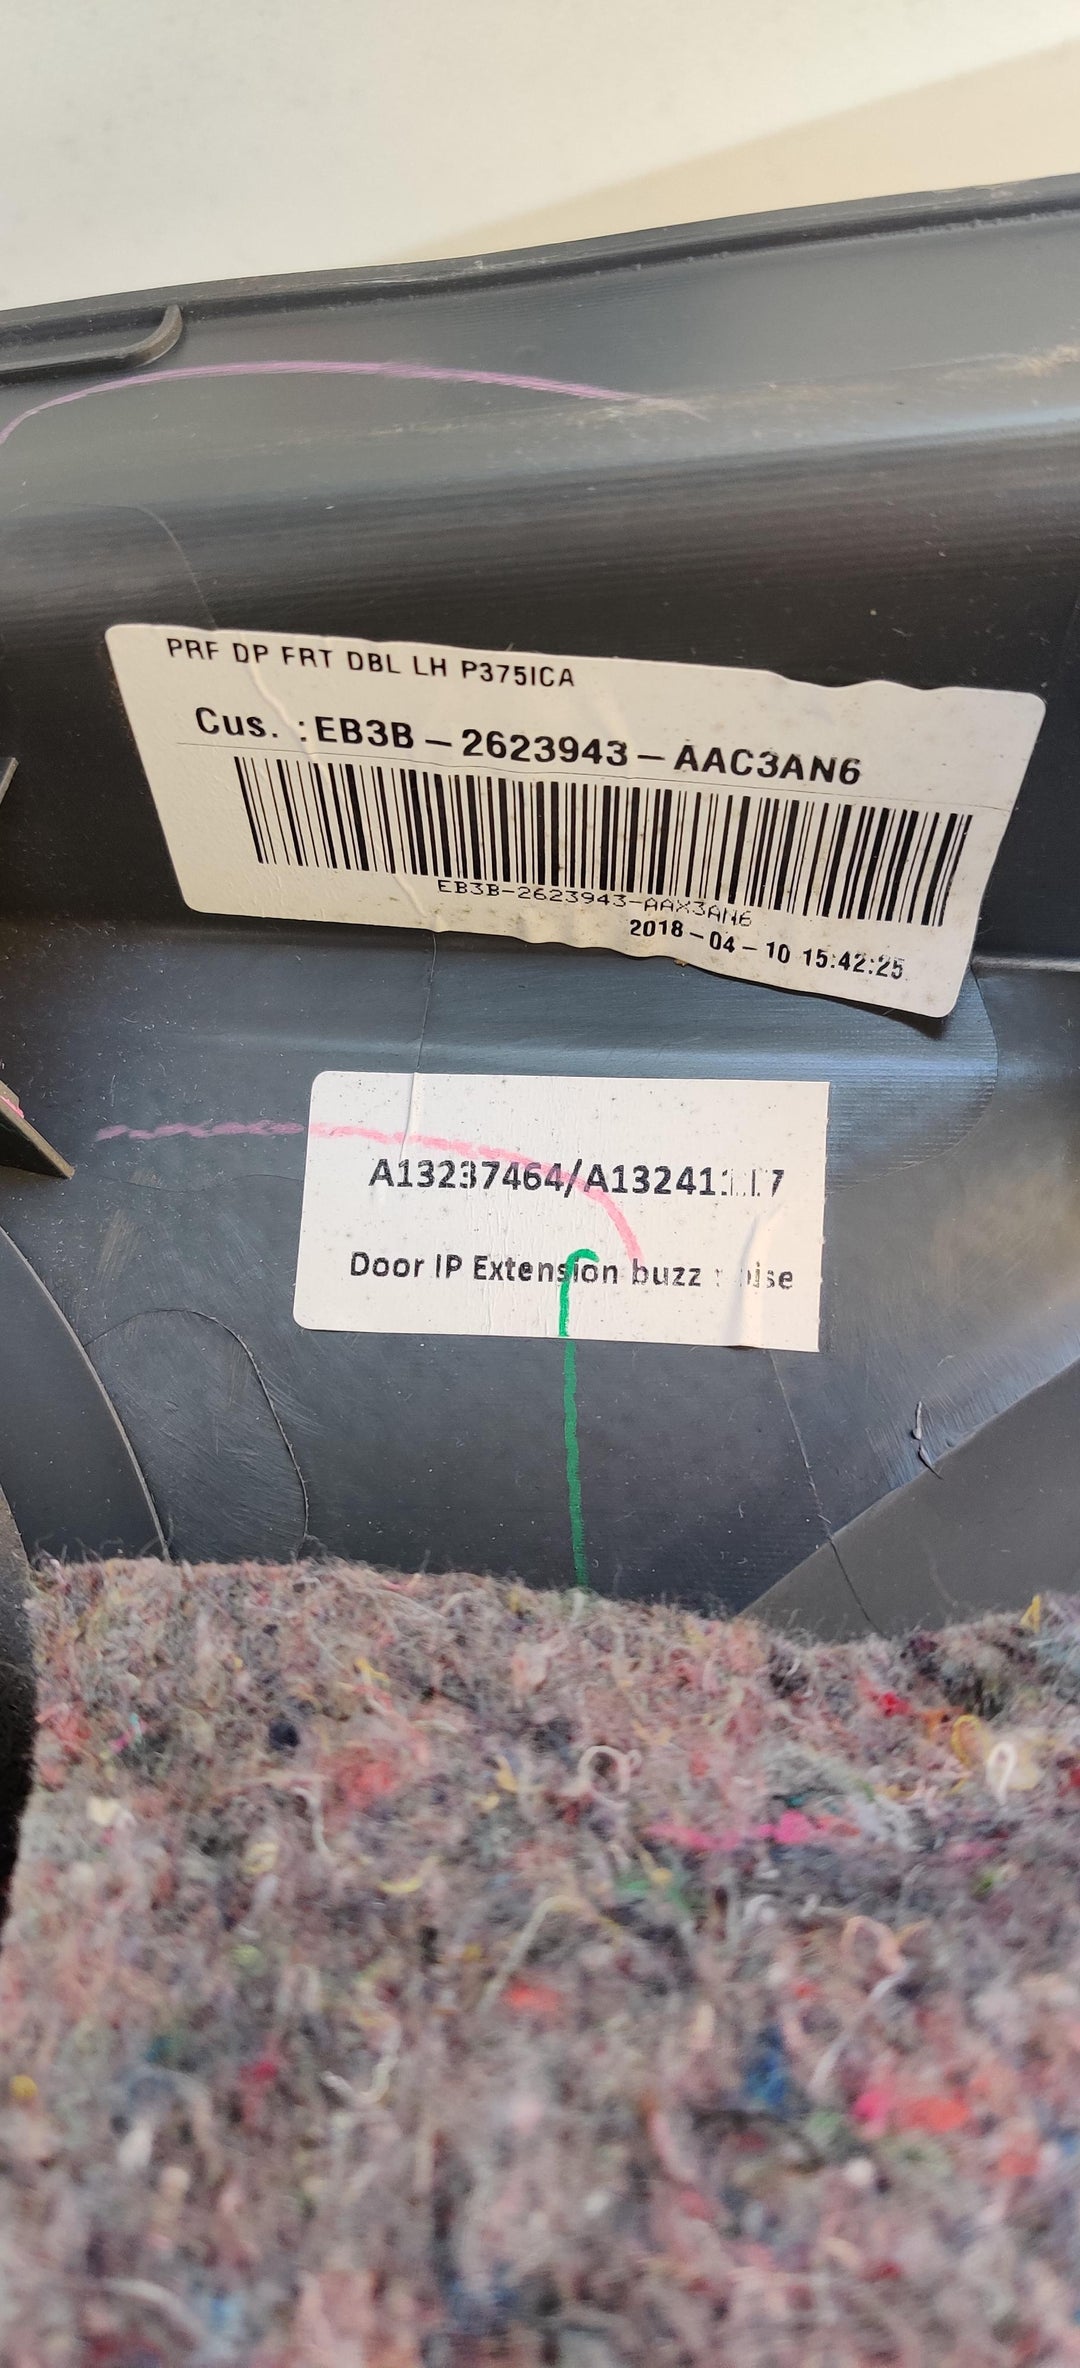 PRF DP FRT DBL LH P375ICA
Cus. :EB3B-2623943-AAC3AN6
EB3B-2623943-AAX3AN6
2018-04-10 15:42:25
A13237464/
Door IP Extension buzz